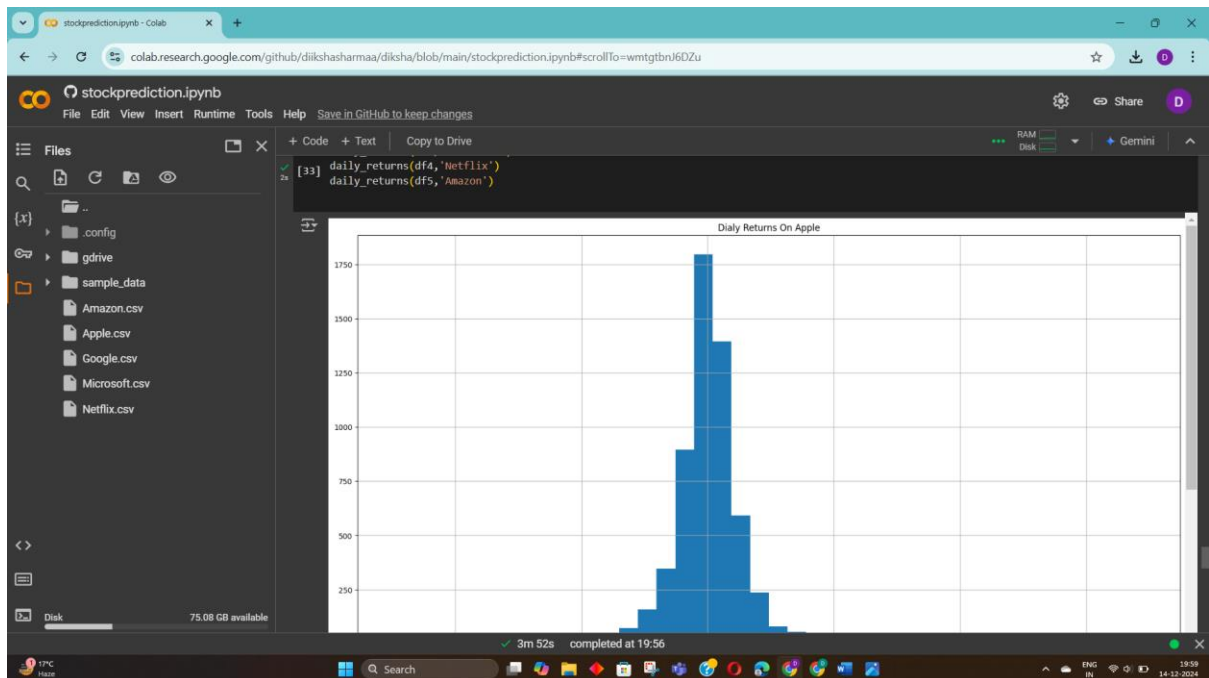 stockprediction.ipynb - Colab
colab.research.google.com/github/diikshasharmaa/diksha/blob/main/stockprediction.ipynb#scrollTo=wmtgtbnJ6DZu
D
stockprediction.ipynb
File Edit View Insert Runtime Tools Help Save in GitHub to keep changes
Share
D
Files
+ Code + Text Copy to Drive
RAM
Disk
Gemini
[33] daily_returns(df4,'Netflix')
2s daily_returns(df5,'Amazon')
{x}
..
.config
gdrive
sample_data
Amazon.csv
Apple.csv
Google.csv
Microsoft.csv
Netflix.csv
Dialy Returns On Apple
1750
1500
1250
1000
750
500
250
Disk 75.08 GB available
3m 52s completed at 19:56
17°C
Haze
Search
ENG
IN
19:59
14-12-2024